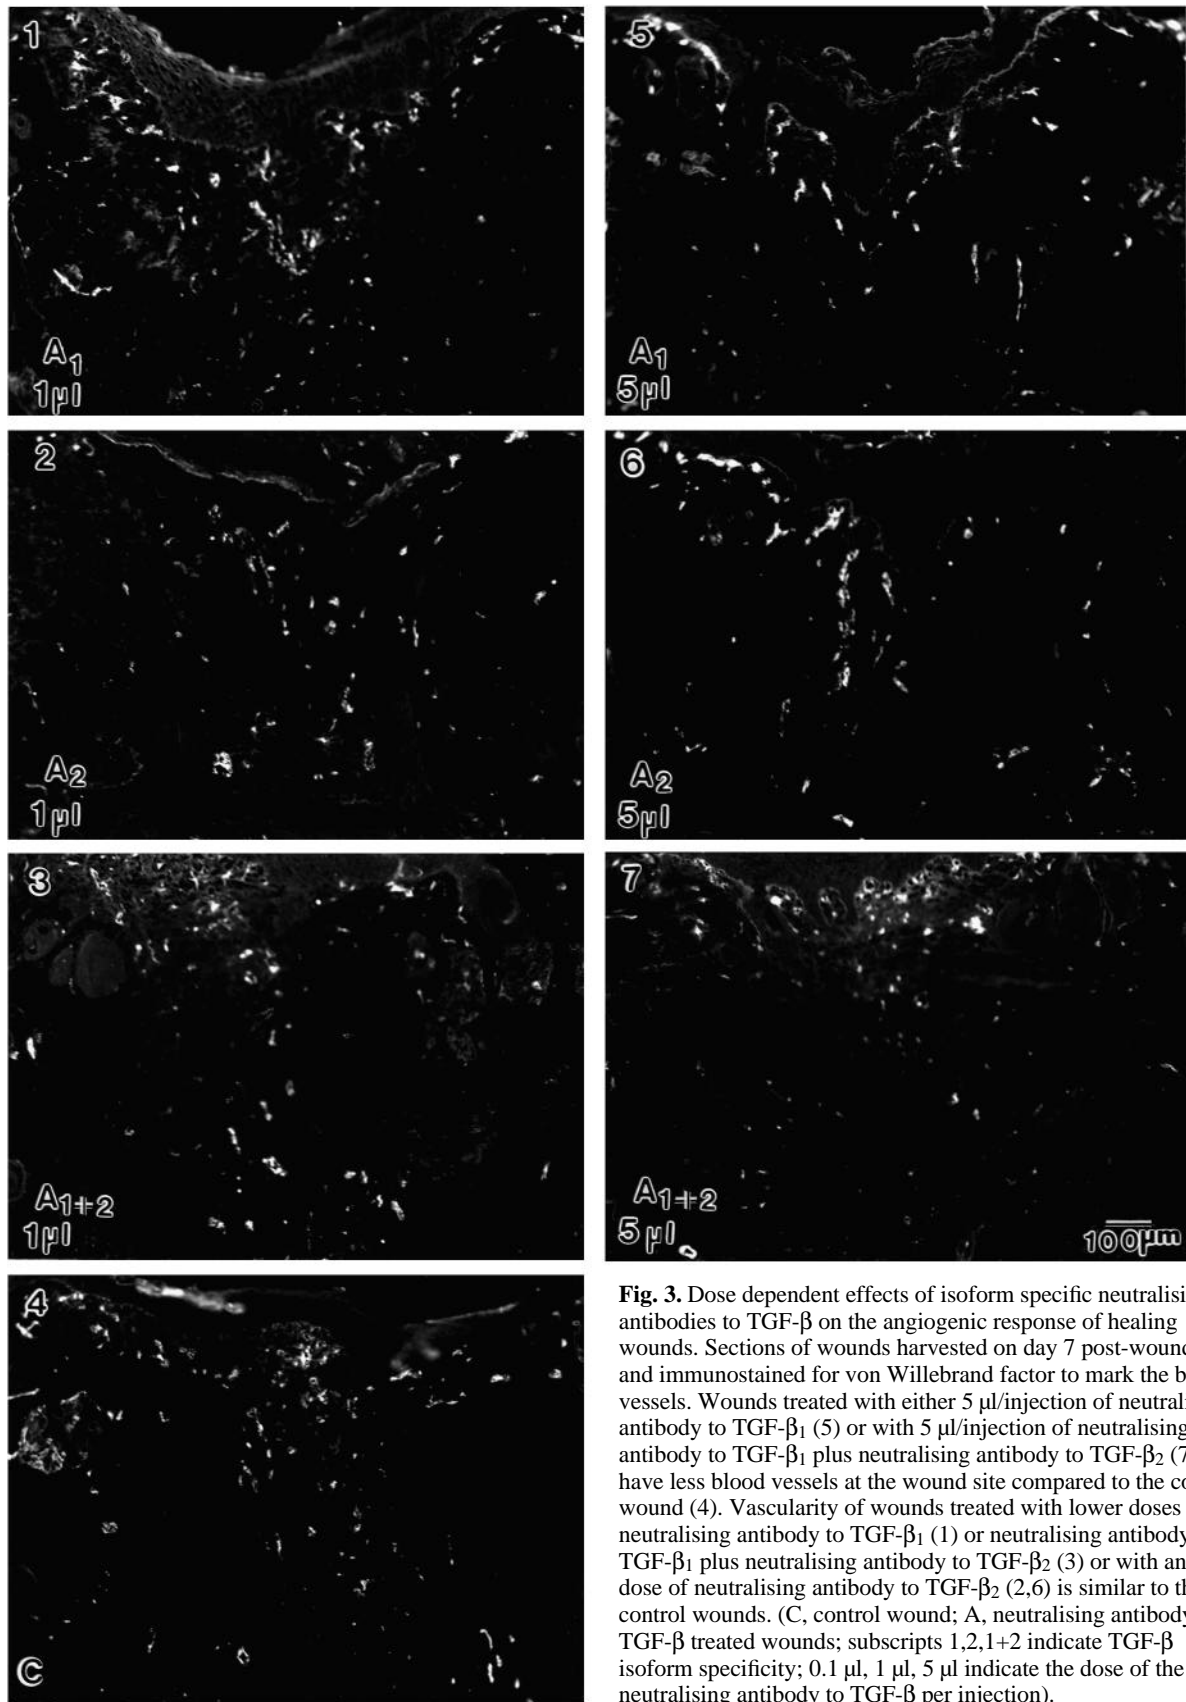 1
A1
1µl
5
A1
5µl
2
A2
1µl
6
A2
5µl
3
A1+2
1µl
7
A1+2
5µl
100µm
4
C
Fig. 3. Dose dependent effects of isoform specific neutralisi
antibodies to TGF-β on the angiogenic response of healing
wounds. Sections of wounds harvested on day 7 post-wound
and immunostained for von Willebrand factor to mark the b
vessels. Wounds treated with either 5 µl/injection of neutrali
antibody to TGF-β1 (5) or with 5 µl/injection of neutralising
antibody to TGF-β1 plus neutralising antibody to TGF-β2 (7
have less blood vessels at the wound site compared to the co
wound (4). Vascularity of wounds treated with lower doses
neutralising antibody to TGF-β1 (1) or neutralising antibody
TGF-β1 plus neutralising antibody to TGF-β2 (3) or with an
dose of neutralising antibody to TGF-β2 (2,6) is similar to th
control wounds. (C, control wound; A, neutralising antibody
TGF-β treated wounds; subscripts 1,2,1+2 indicate TGF-β
isoform specificity; 0.1 µl, 1 µl, 5 µl indicate the dose of the
neutralising antibody to TGF-β per injection).